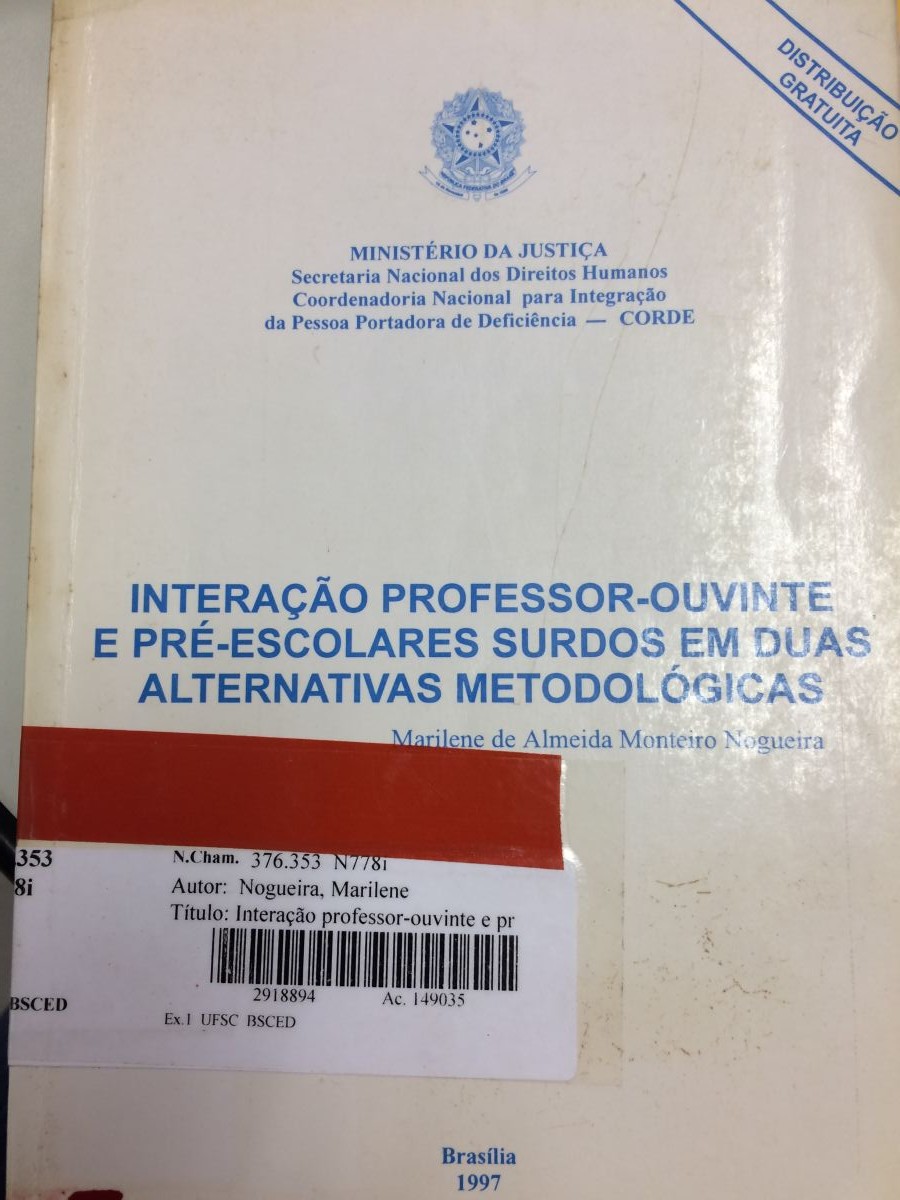 DISTRIBUIÇÃO
GRATUITA
MINISTÉRIO DA JUSTIÇA
Secretaria Nacional dos Direitos Humanos
Coordenadoria Nacional para Integração
da Pessoa Portadora de Deficiência — CORDE
INTERAÇÃO PROFESSOR-OUVINTE
E PRÉ-ESCOLARES SURDOS EM DUAS
ALTERNATIVAS METODOLÓGICAS
Marilene de Almeida Monteiro Nogueira
.353
8i
BSCED
N.Cham. 376.353 N778i
Autor: Nogueira, Marilene
Título: Interação professor-ouvinte e pr
2918894 Ac. 149035
Ex.1 UFSC BSCED
Brasília
1997